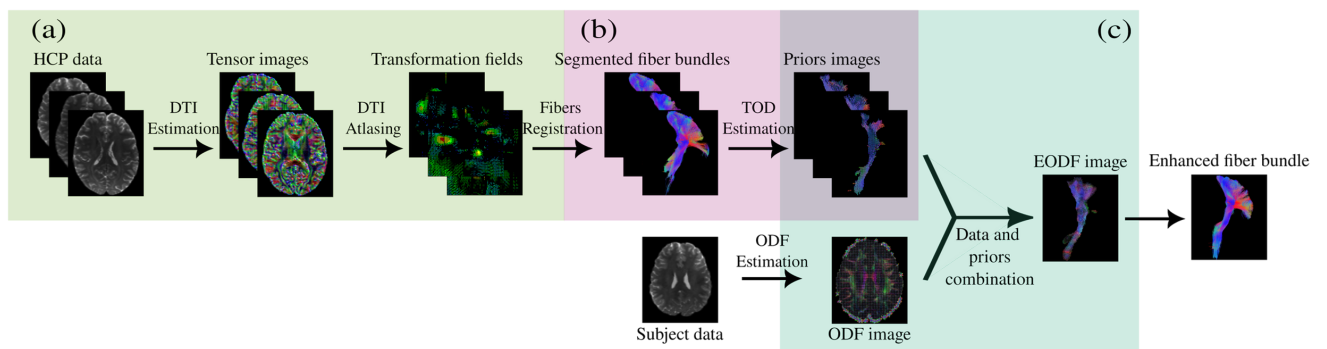 (a)
(b)
(c)
HCP data
Tensor images
Transformation fields
Segmented fiber bundles
Priors images
DTI
Estimation
DTI
Atlasing
Fibers
Registration
TOD
Estimation
EODF image
Enhanced fiber bundle
ODF
Estimation
Data and
priors
combination
Subject data
ODF image